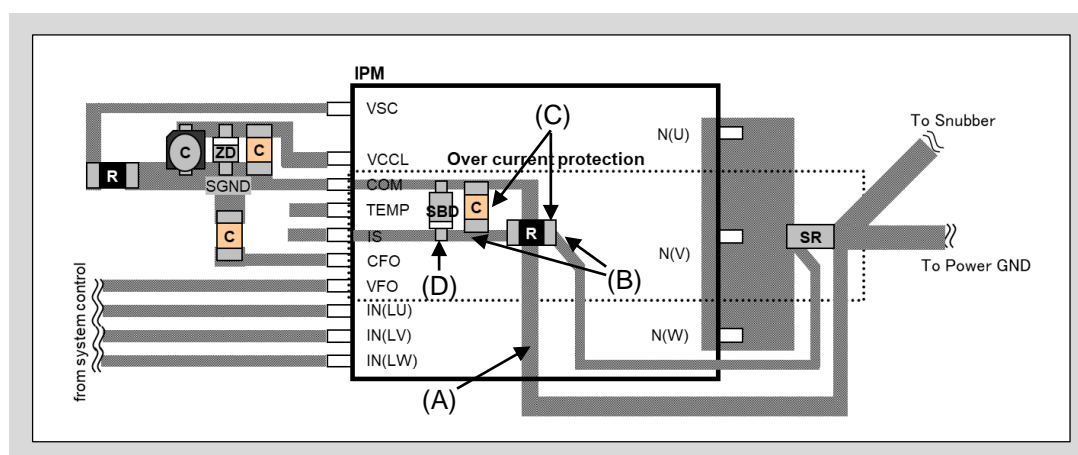 IPM
VSC
(C)
N(U)
To Snubber
C
ZD
C
VCCL
Over current protection
R
SGND
COM
TEMP
SBD
C
R
SR
C
IS
N(V)
CFO
(D)
(B)
To Power GND
VFO
from system control
IN(LU)
IN(LV)
N(W)
IN(LW)
(A)